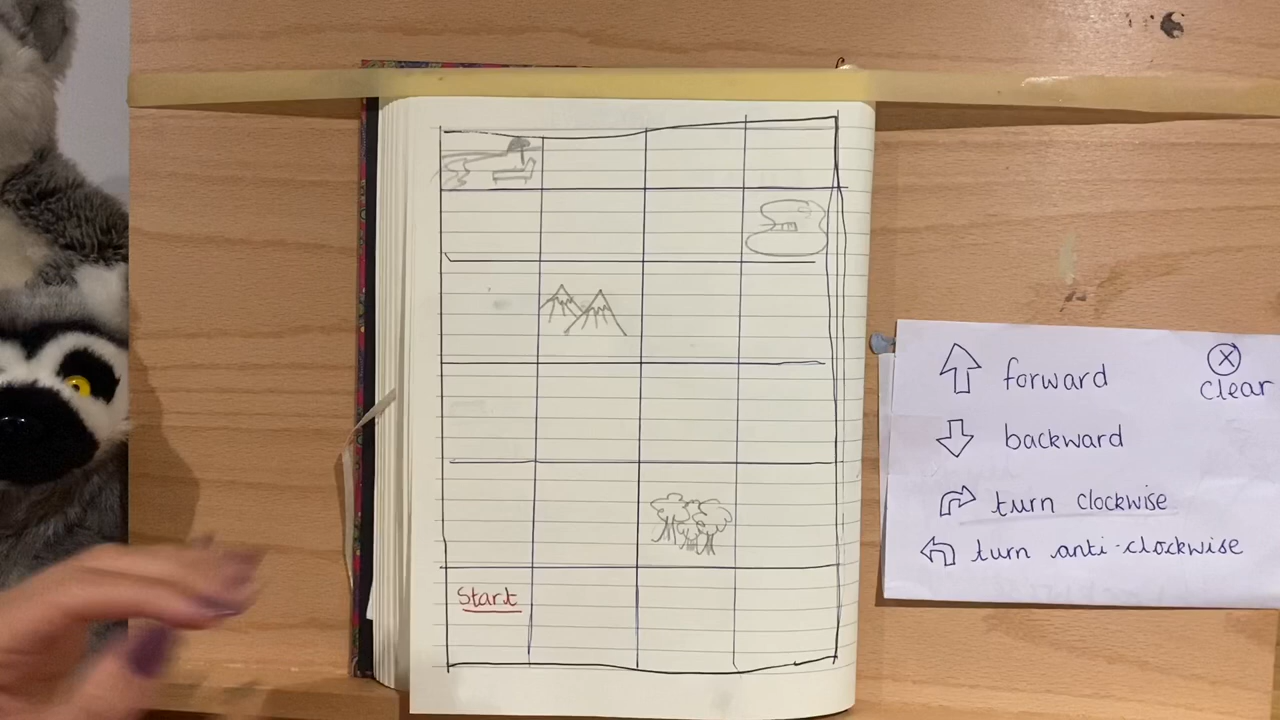 Start
forward
clear
backward
turn clockwise
turn anti-clockwise